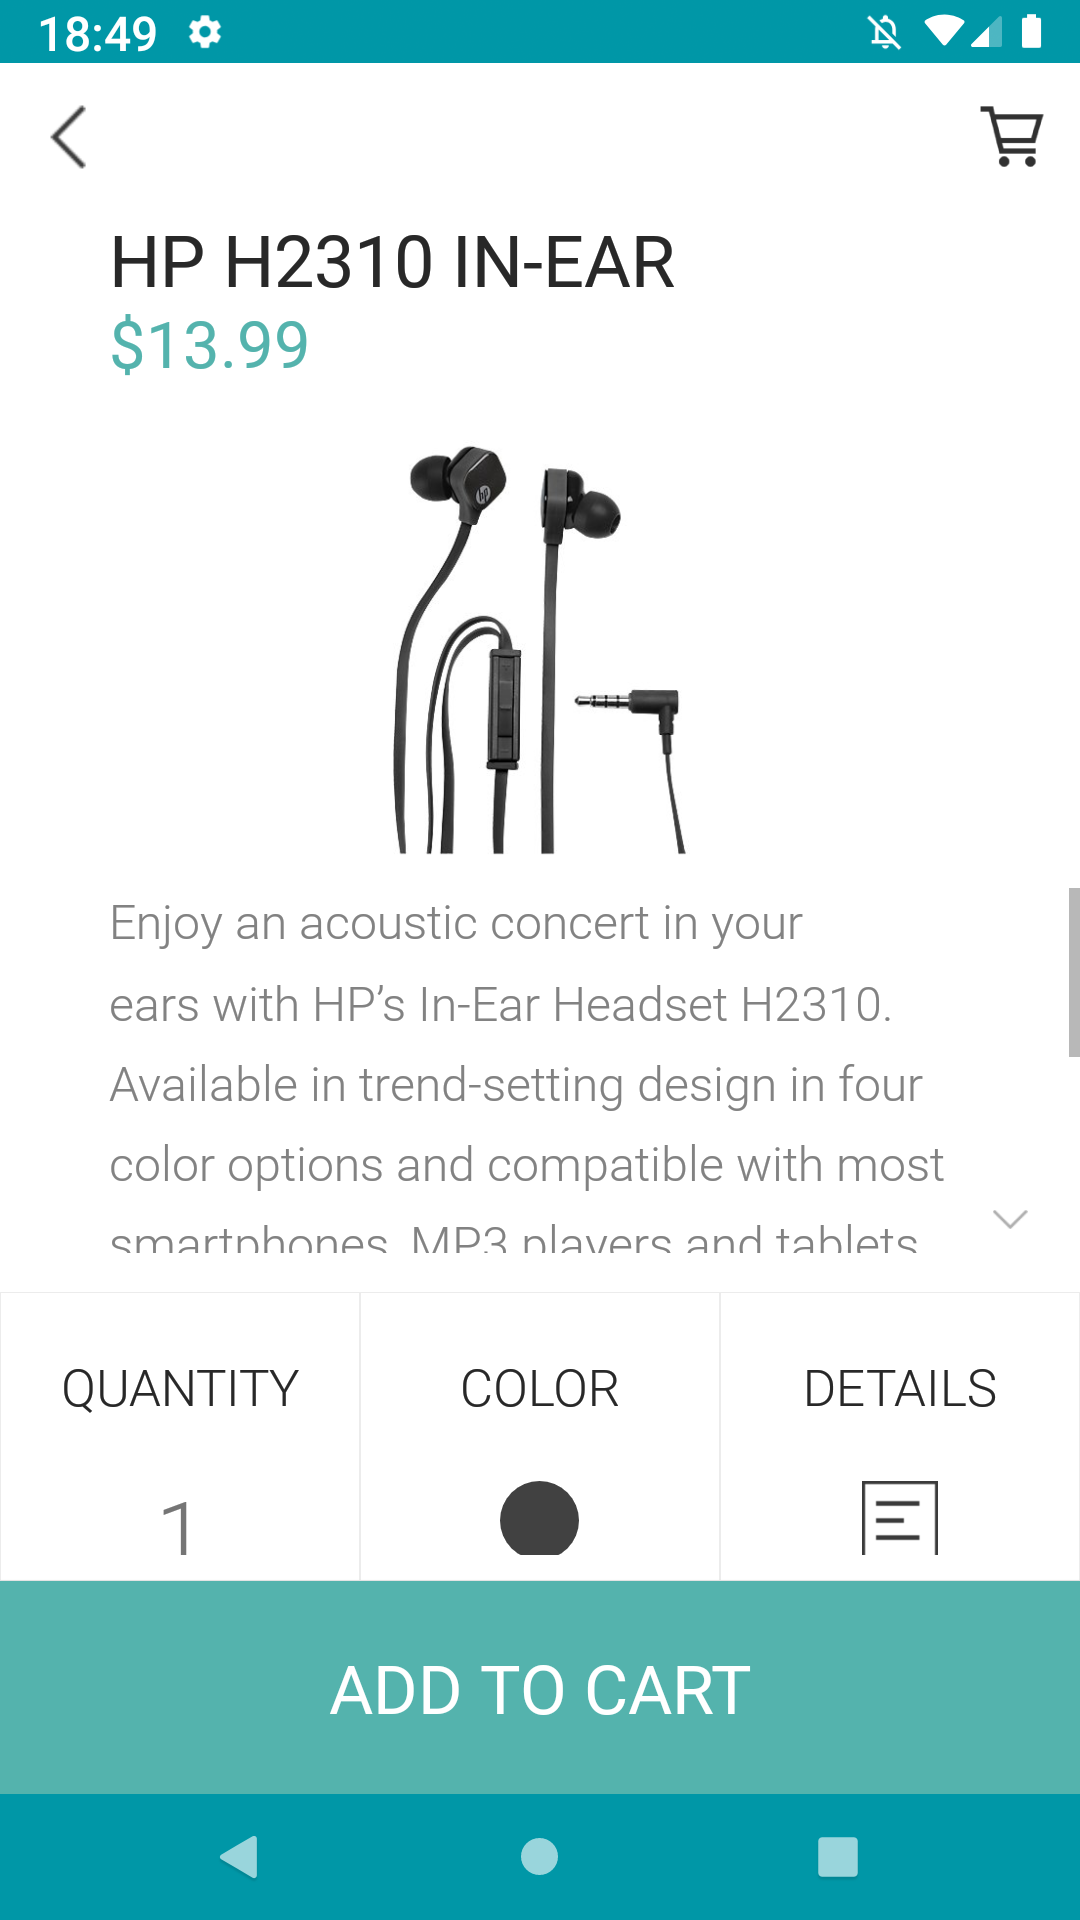 18:49
HP H2310 IN-EAR
$13.99
hp
Enjoy an acoustic concert in your
ears with HP’s In-Ear Headset H2310.
Available in trend-setting design in four
color options and compatible with most
smartphones, MP3 players and tablets
QUANTITY
COLOR
DETAILS
1
ADD TO CART